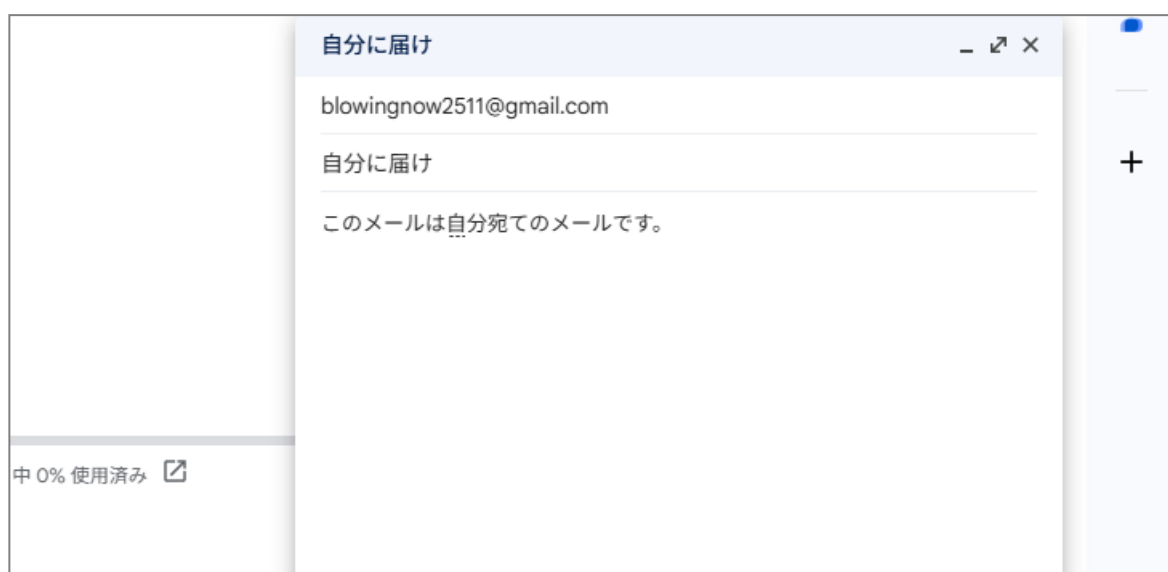 自分に届け
blowingnow2511@gmail.com
自分に届け
このメールは自分宛てのメールです。
中 0% 使用済み